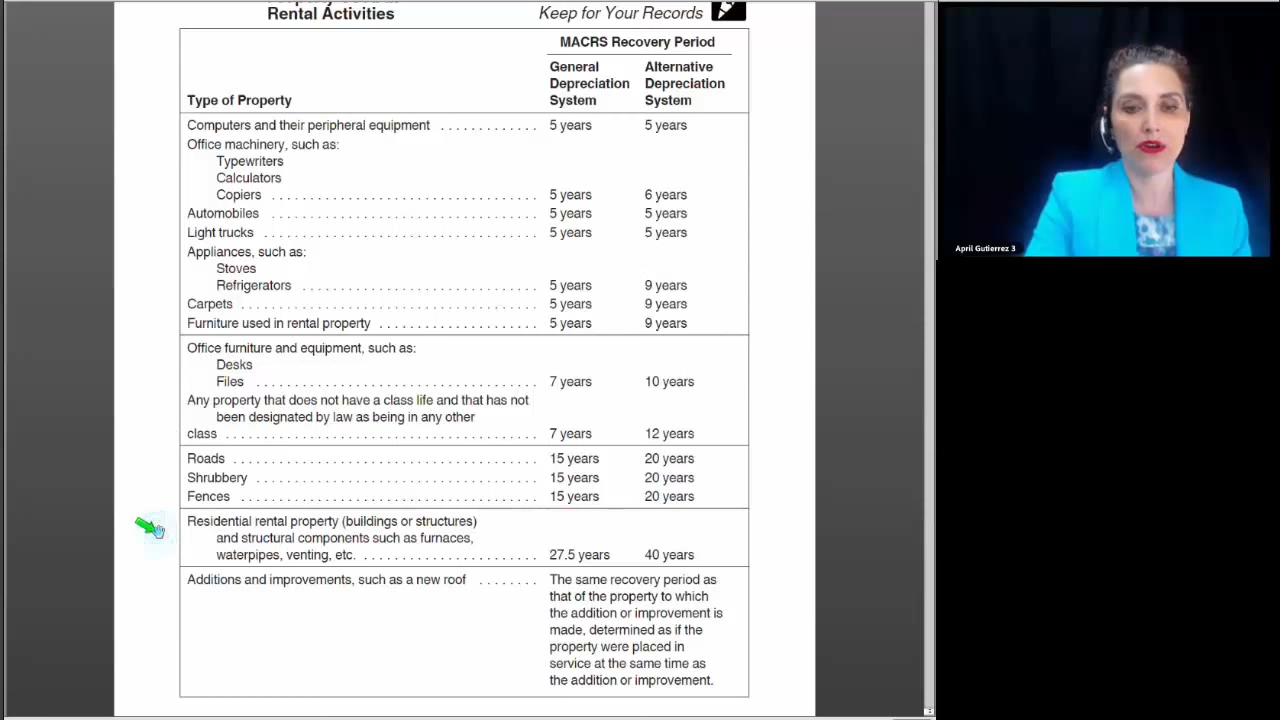 Rental Activities
Keep for Your Records
MACRS Recovery Period
Type of Property
General
Depreciation
System
Alternative
Depreciation
System
Computers and their peripheral equipment . . . . . . . . . . . . . 5 years 5 years
Office machinery, such as:
Typewriters
Calculators
Copiers . . . . . . . . . . . . . . . . . . . . . . . . . . . . . . . . . . . . 5 years 6 years
Automobiles . . . . . . . . . . . . . . . . . . . . . . . . . . . . . . . . . . . . 5 years 5 years
Light trucks . . . . . . . . . . . . . . . . . . . . . . . . . . . . . . . . . . . . . 5 years 5 years
Appliances, such as:
Stoves
Refrigerators . . . . . . . . . . . . . . . . . . . . . . . . . . . . . . . . 5 years 9 years
Carpets . . . . . . . . . . . . . . . . . . . . . . . . . . . . . . . . . . . . . . . . 5 years 9 years
Furniture used in rental property . . . . . . . . . . . . . . . . . . . . . 5 years 9 years
Office furniture and equipment, such as:
Desks
Files . . . . . . . . . . . . . . . . . . . . . . . . . . . . . . . . . . . . . . 7 years 10 years
Any property that does not have a class life and that has not
been designated by law as being in any other
class . . . . . . . . . . . . . . . . . . . . . . . . . . . . . . . . . . . . . . . . . . 7 years 12 years
Roads . . . . . . . . . . . . . . . . . . . . . . . . . . . . . . . . . . . . . . . . . 15 years 20 years
Shrubbery . . . . . . . . . . . . . . . . . . . . . . . . . . . . . . . . . . . . . . . 15 years 20 years
Fences . . . . . . . . . . . . . . . . . . . . . . . . . . . . . . . . . . . . . . . . 15 years 20 years
Residential rental property (buildings or structures)
and structural components such as furnaces,
waterpipes, venting, etc. . . . . . . . . . . . . . . . . . . . . . . . 27.5 years 40 years
Additions and improvements, such as a new roof . . . . . . . . The same recovery period as
that of the property to which
the addition or improvement is
made, determined as if the
property were placed in
service at the same time as
the addition or improvement.
April Gutierrez 3